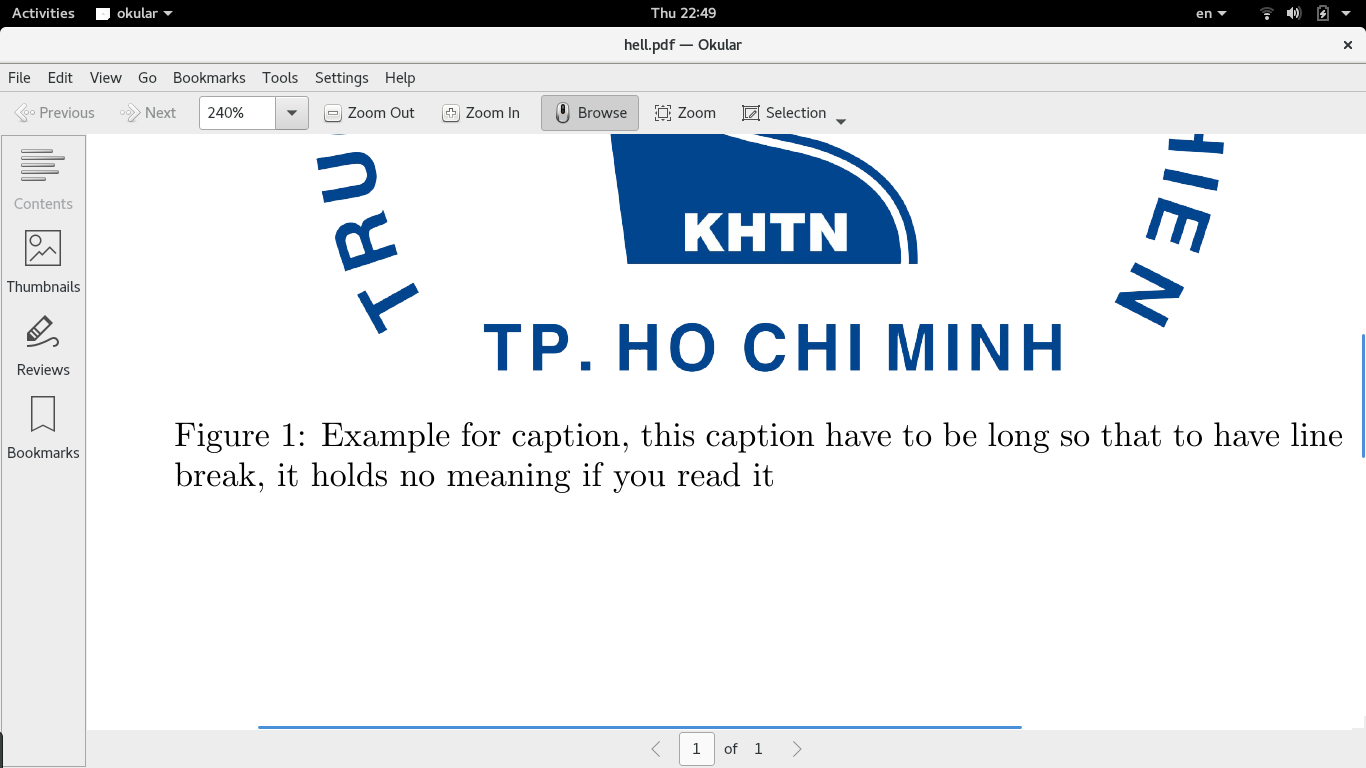 Activities okular Thu 22:49 en
hell.pdf — Okular
File Edit View Go Bookmarks Tools Settings Help
Previous Next 240% Zoom Out Zoom In Browse Zoom Selection
Contents
Thumbnails
Reviews
Bookmarks
TRU
HIEN
KHTN
TP. HO CHI MINH
Figure 1: Example for caption, this caption have to be long so that to have line
break, it holds no meaning if you read it
1 of 1